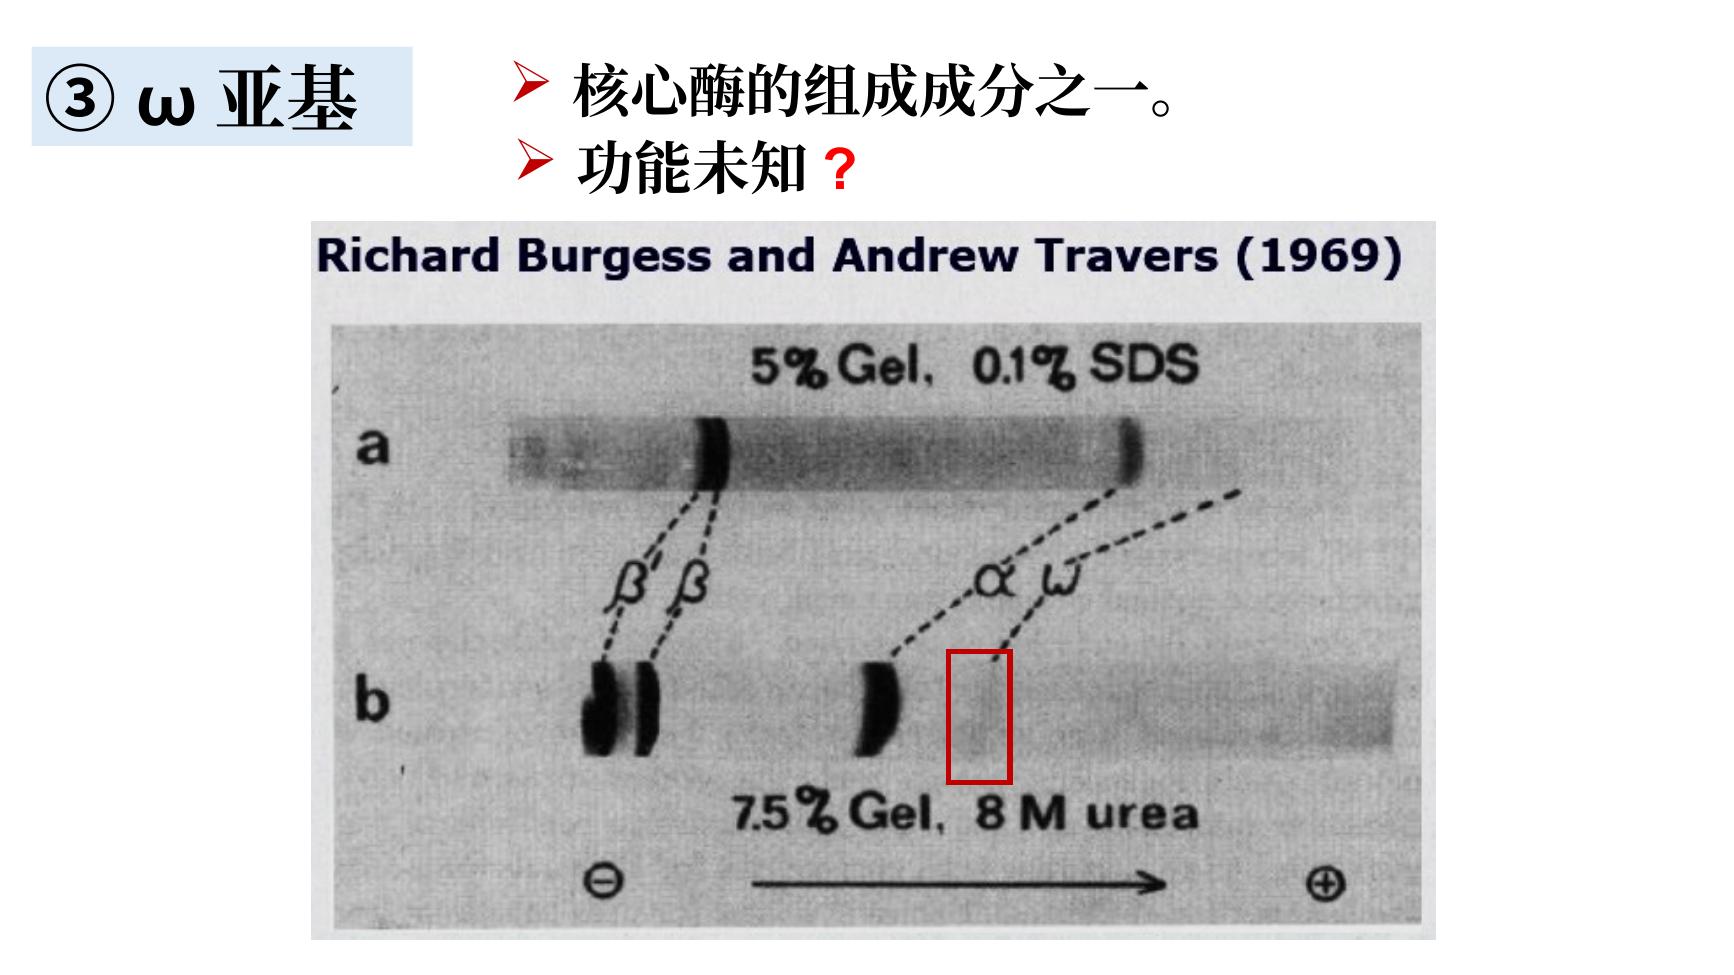 ③ ω 亚基
核心酶的组成成分之一。
功能未知？
Richard Burgess and Andrew Travers (1969)
5% Gel, 0.1% SDS
a
β' β α ω
b
7.5% Gel, 8 M urea
⊖ → ⊕